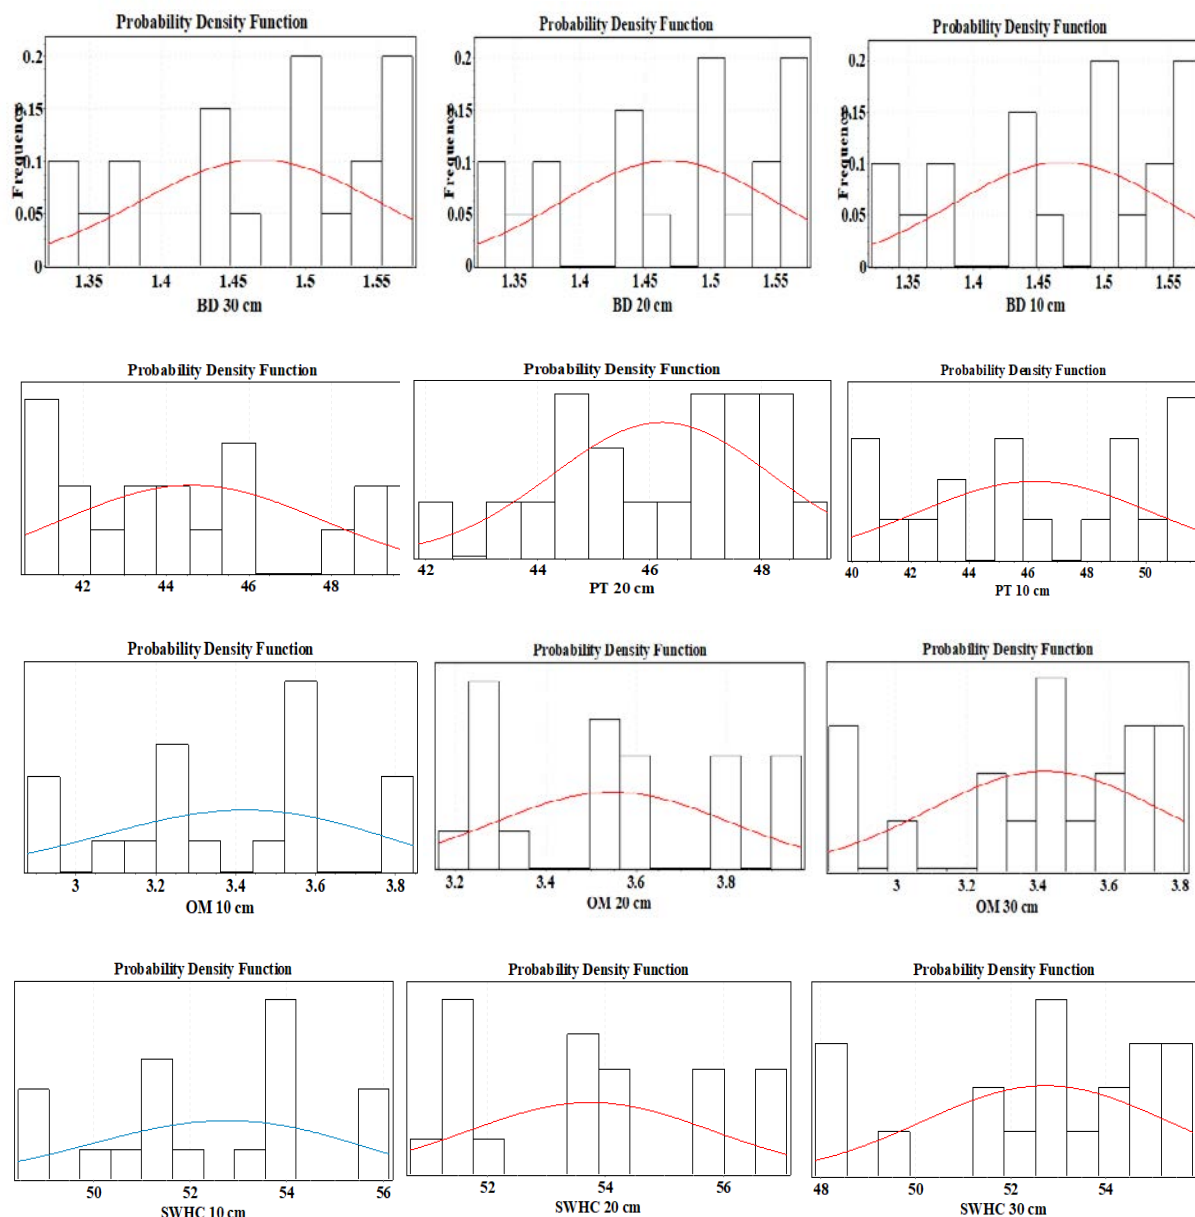 Probability Density Function
Probability Density Function
Probability Density Function
0.2
0.15
0.1
0.05
0
Frequence
1.35 1.4 1.45 1.5 1.55
BD 30 cm
0.2
0.15
0.1
0.05
0
Frequence
1.35 1.4 1.45 1.5 1.55
BD 20 cm
0.2
0.15
0.1
0.05
0
Frequence
1.35 1.4 1.45 1.5 1.55
BD 10 cm
Probability Density Function
Probability Density Function
Probability Density Function
42 44 46 48
42 44 46 48
PT 20 cm
40 42 44 46 48 50
PT 10 cm
Probability Density Function
Probability Density Function
Probability Density Function
3 3.2 3.4 3.6 3.8
OM 10 cm
3.2 3.4 3.6 3.8
OM 20 cm
3 3.2 3.4 3.6 3.8
OM 30 cm
Probability Density Function
Probability Density Function
Probability Density Function
50 52 54 56
SWHC 10 cm
52 54 56
SWHC 20 cm
48 50 52 54
SWHC 30 cm